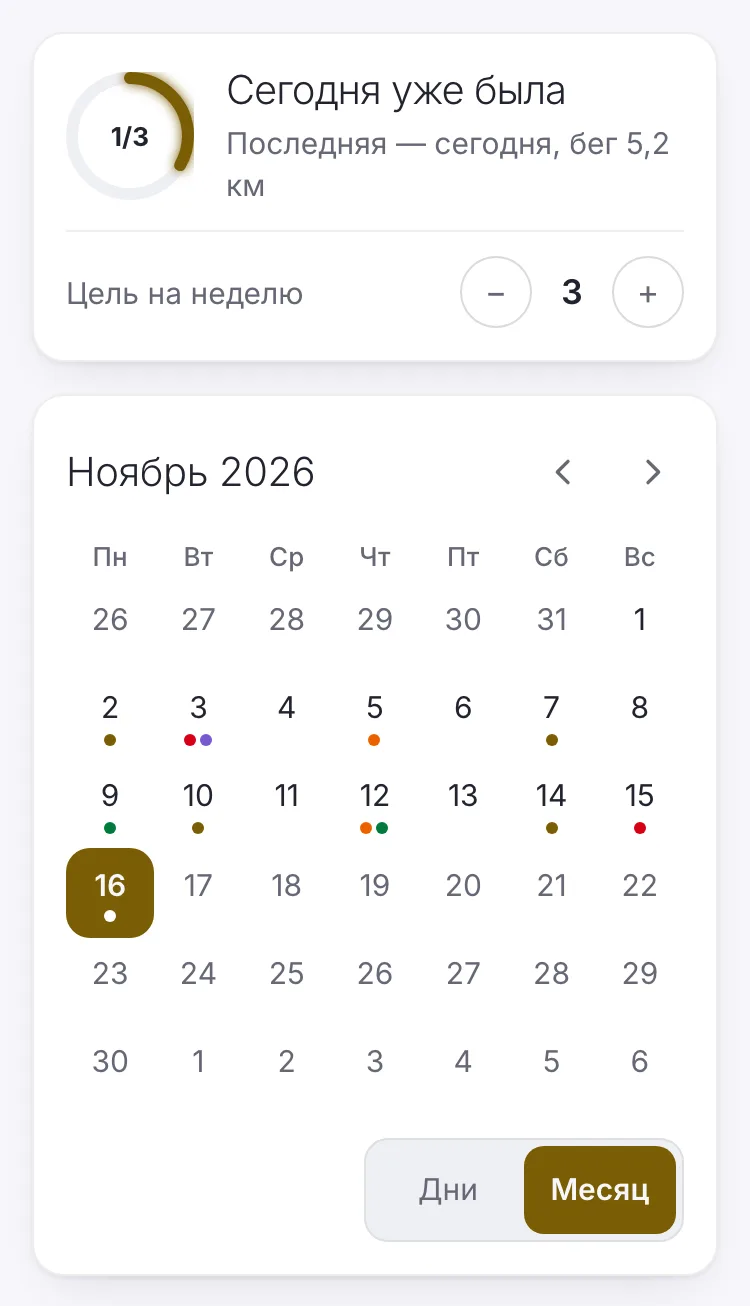 1/3
Сегодня уже была
Последняя — сегодня, бег 5,2
км
Цель на неделю − 3 +
Ноябрь 2026
Пн Вт Ср Чт Пт Сб Вс
26 27 28 29 30 31 1
2 3 4 5 6 7 8
9 10 11 12 13 14 15
16 17 18 19 20 21 22
23 24 25 26 27 28 29
30 1 2 3 4 5 6
Дни Месяц